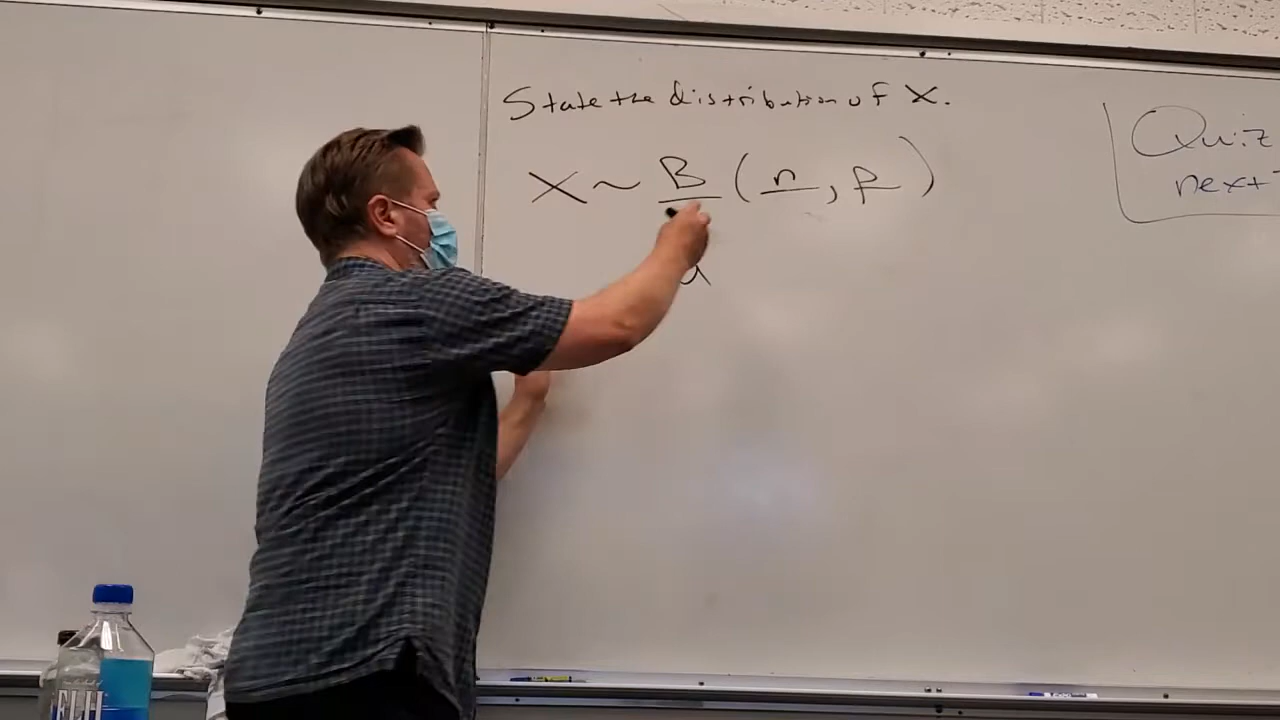 State the distribution of X.
X ~ B ( n , p )
Quiz
next